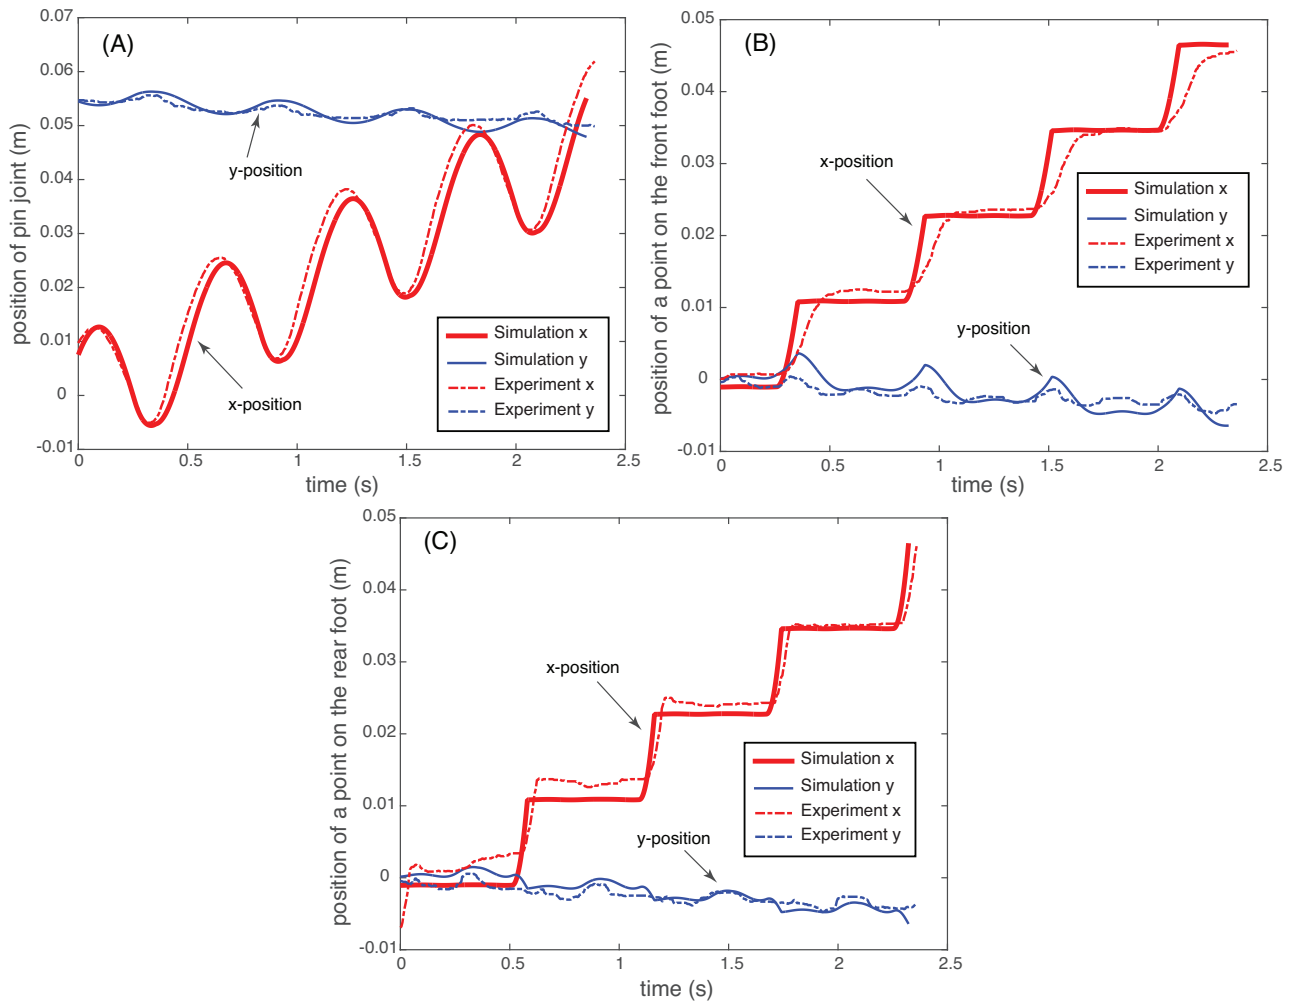 (A)
position of pin joint (m)
0.07
0.06
0.05
0.04
0.03
0.02
0.01
0
-0.01
y-position
x-position
Simulation x
Simulation y
Experiment x
Experiment y
0
0.5
1
1.5
2
2.5
time (s)
(B)
position of a point on the front foot (m)
0.05
0.04
0.03
0.02
0.01
0
-0.01
x-position
y-position
Simulation x
Simulation y
Experiment x
Experiment y
0
0.5
1
1.5
2
2.5
time (s)
(C)
position of a point on the rear foot (m)
0.05
0.04
0.03
0.02
0.01
0
-0.01
x-position
y-position
Simulation x
Simulation y
Experiment x
Experiment y
0
0.5
1
1.5
2
2.5
time (s)